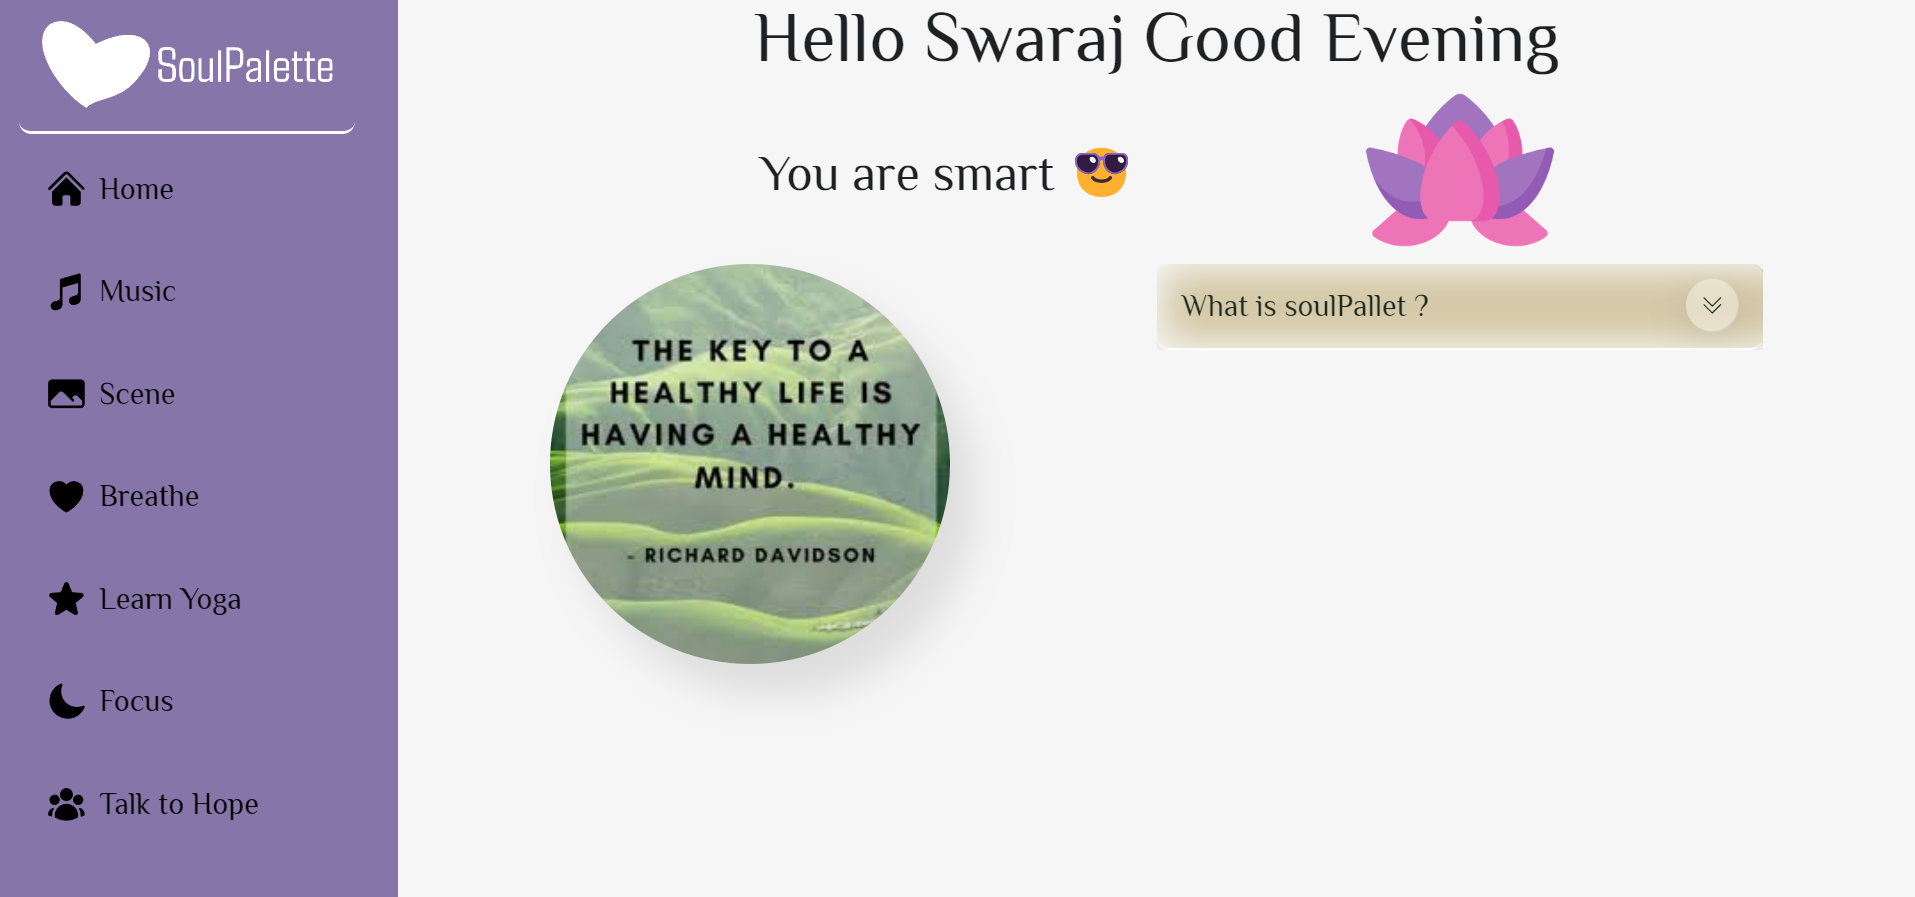 SoulPalette
Home
Music
Scene
Breathe
Learn Yoga
Focus
Talk to Hope
Hello Swaraj Good Evening
You are smart 😎
THE KEY TO A
HEALTHY LIFE IS
HAVING A HEALTHY
MIND.
- RICHARD DAVIDSON
What is soulPallet ?